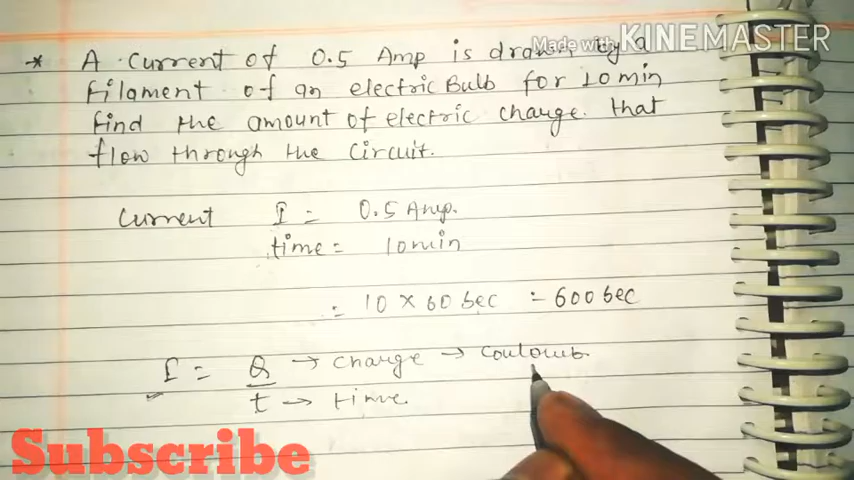 Made with KINEMASTER
* A current of 0.5 Amp is drawn by a
filament of an electric Bulb for 10 min
find the amount of electric charge. that
flow through the circuit.
current I = 0.5 Amp.
time = 10 min
= 10 × 60 sec = 600 sec
I = Q → charge → coulomb.
t → time.
Subscribe